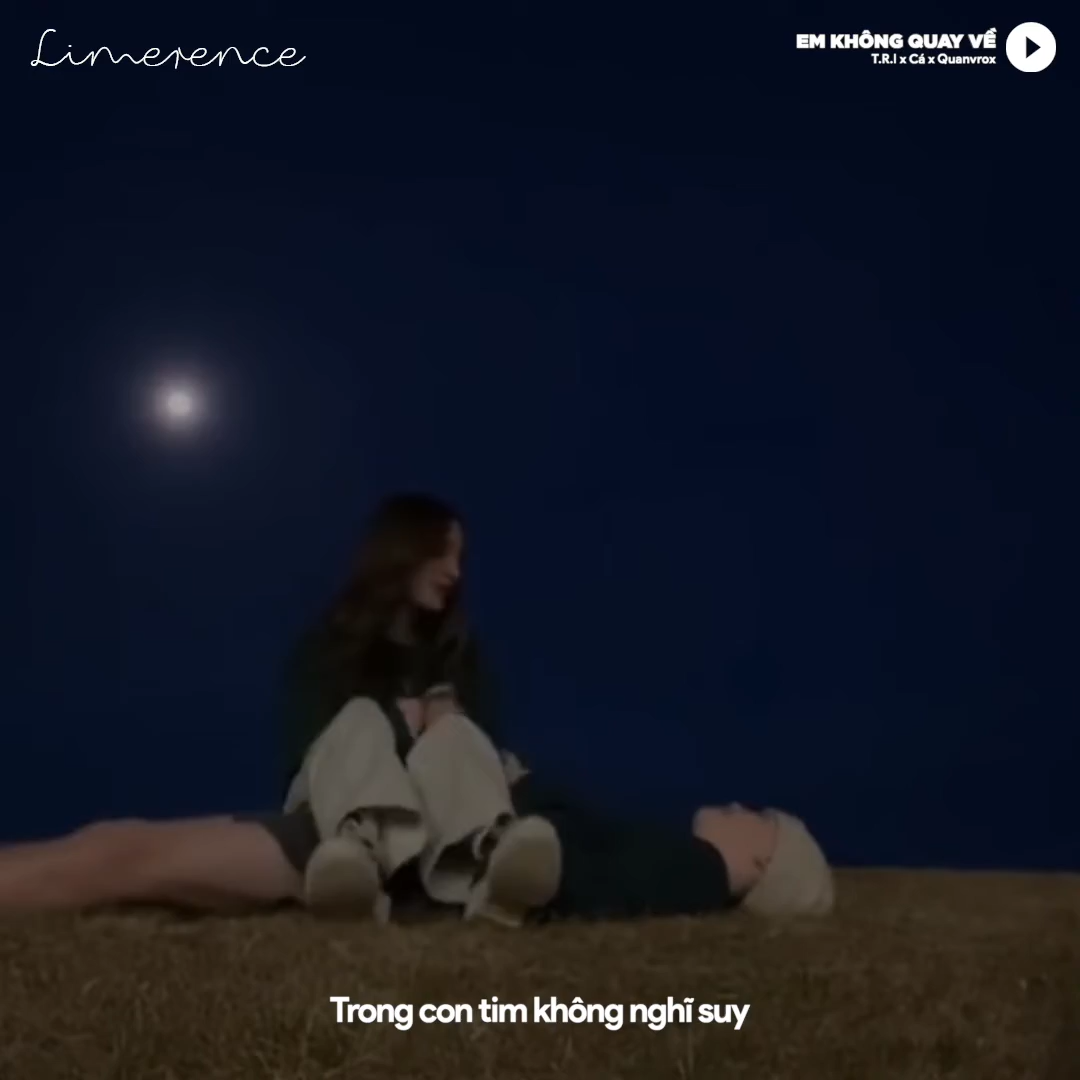 Limerence
EM KHÔNG QUAY VỀ
T.R.I x Cá x Quanvrox
Trong con tim không nghĩ suy